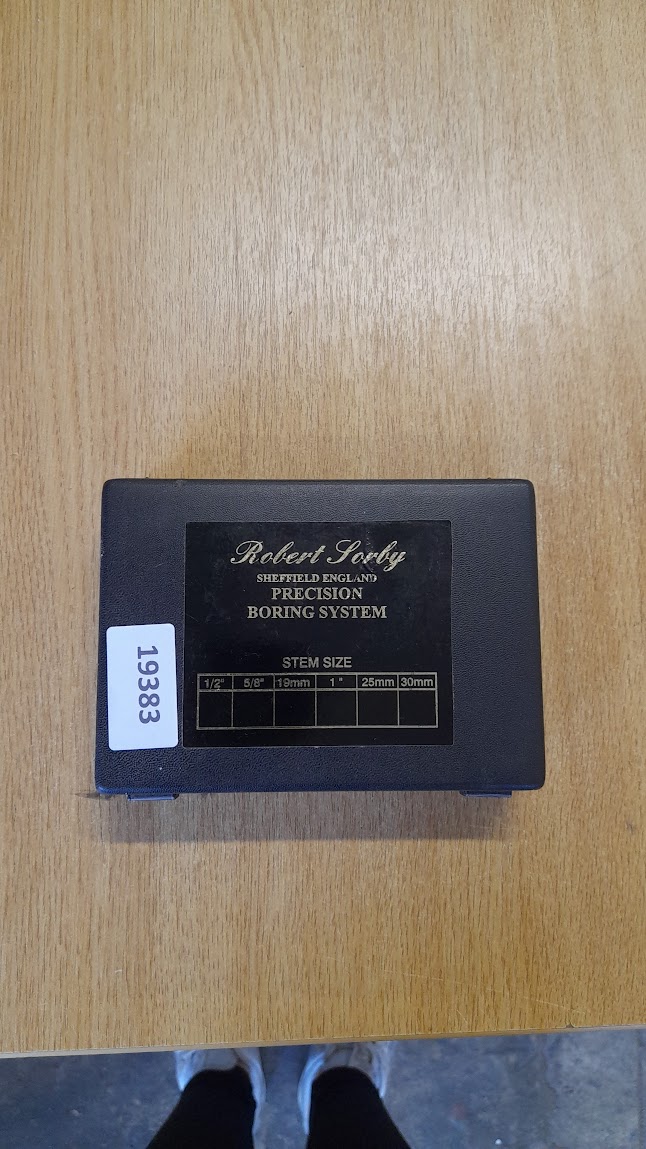 Robert Sorby
SHEFFIELD ENGLAND
PRECISION
BORING SYSTEM
STEM SIZE
1/2" 5/8" 19mm 1 " 25mm 30mm
19383